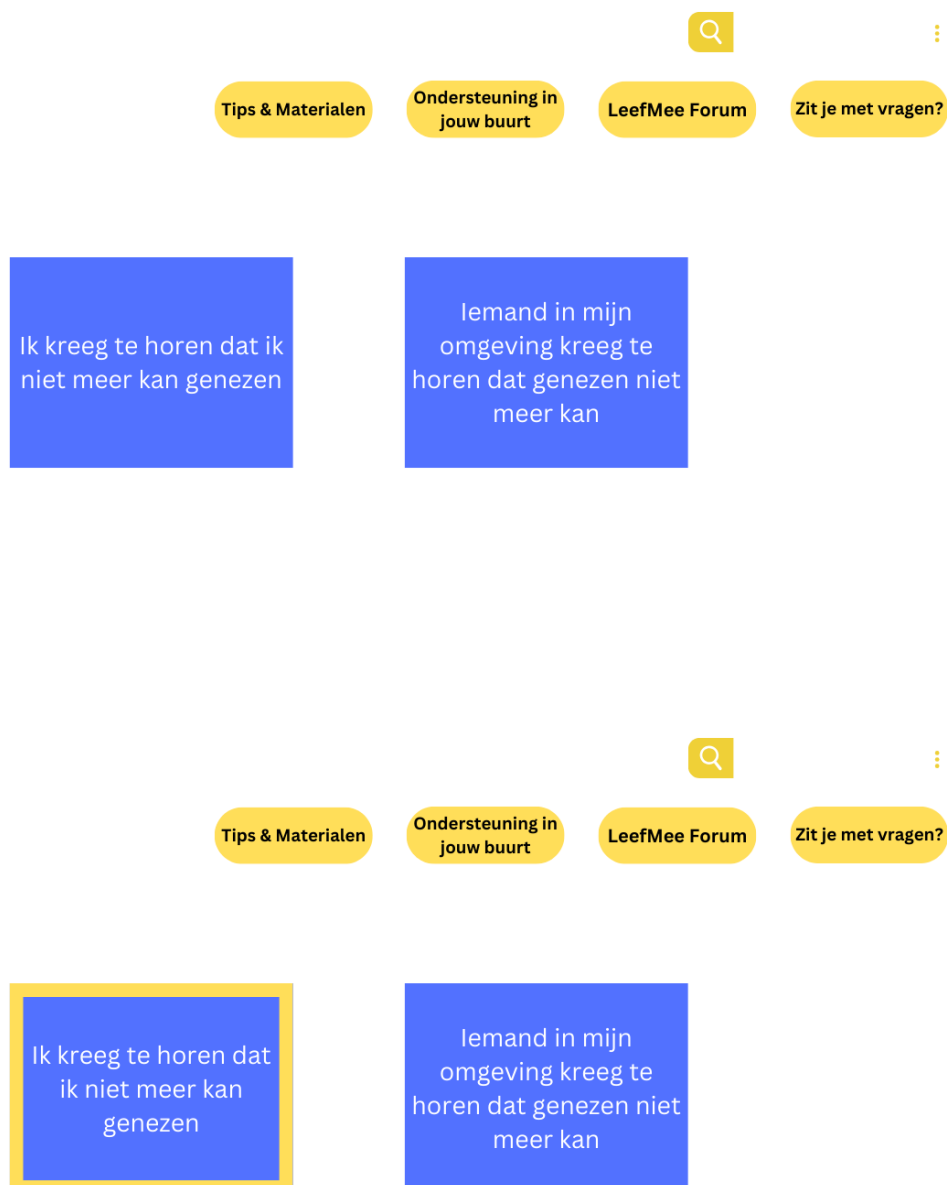 Tips & Materialen
Ondersteuning in
jouw buurt
LeefMee Forum
Zit je met vragen?
Ik kreeg te horen dat ik
niet meer kan genezen
Iemand in mijn
omgeving kreeg te
horen dat genezen niet
meer kan
Tips & Materialen
Ondersteuning in
jouw buurt
LeefMee Forum
Zit je met vragen?
Ik kreeg te horen dat
ik niet meer kan
genezen
Iemand in mijn
omgeving kreeg te
horen dat genezen niet
meer kan